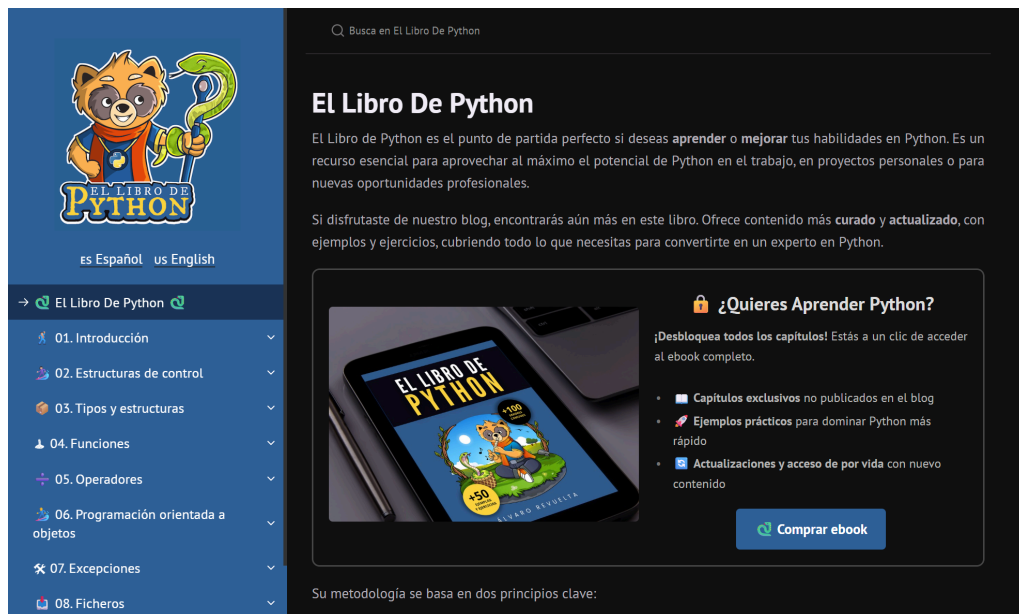 EL LIBRO DE
PYTHON
ES Español US English
→ El Libro De Python
01. Introducción
02. Estructuras de control
03. Tipos y estructuras
04. Funciones
05. Operadores
06. Programación orientada a
objetos
07. Excepciones
08. Ficheros
Busca en El Libro De Python
El Libro De Python
El Libro de Python es el punto de partida perfecto si deseas aprender o mejorar tus habilidades en Python. Es un
recurso esencial para aprovechar al máximo el potencial de Python en el trabajo, en proyectos personales o para
nuevas oportunidades profesionales.
Si disfrutaste de nuestro blog, encontrarás aún más en este libro. Ofrece contenido más curado y actualizado, con
ejemplos y ejercicios, cubriendo todo lo que necesitas para convertirte en un experto en Python.
EL LIBRO DE
PYTHON
+100
+50
ÁLVARO REVUELTA
¿Quieres Aprender Python?
¡Desbloquea todos los capítulos! Estás a un clic de acceder
al ebook completo.
• Capítulos exclusivos no publicados en el blog
• Ejemplos prácticos para dominar Python más
rápido
• Actualizaciones y acceso de por vida con nuevo
contenido
Comprar ebook
Su metodología se basa en dos principios clave: